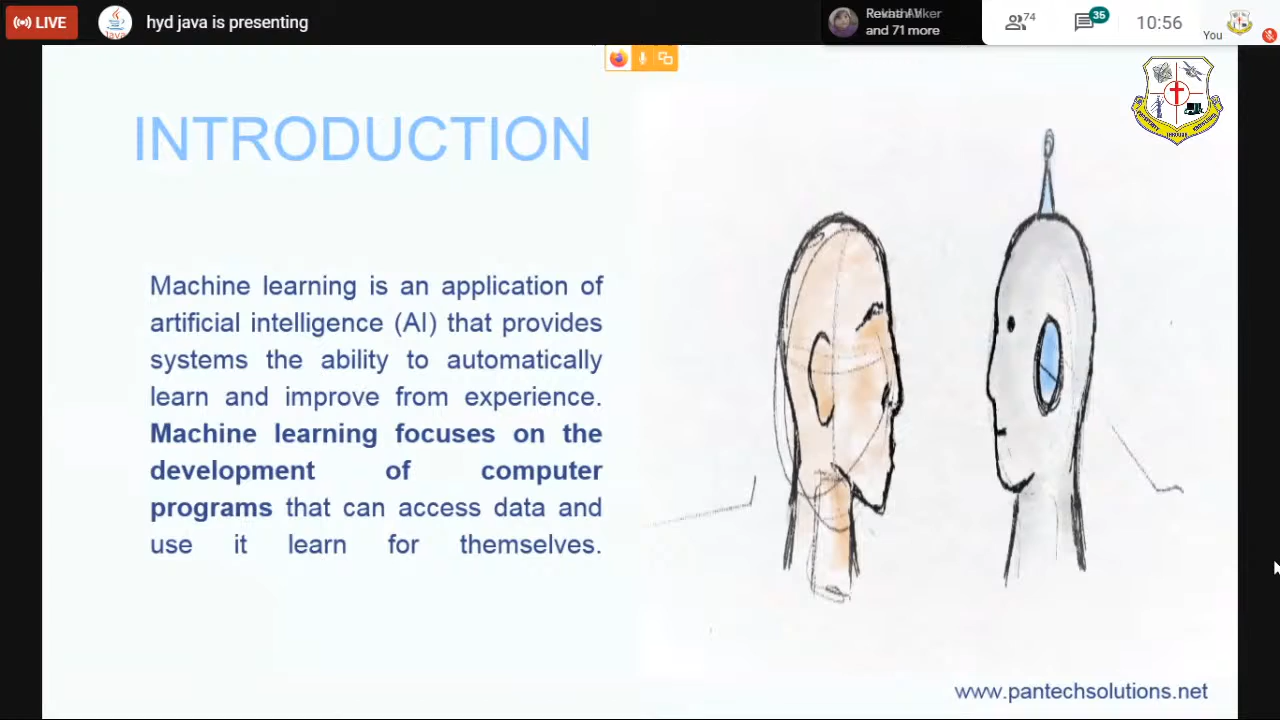 LIVE
hyd java is presenting
and 71 more
74
35
10:56
You
Java
INTRODUCTION
Machine learning is an application of
artificial intelligence (AI) that provides
systems the ability to automatically
learn and improve from experience.
Machine learning focuses on the
development of computer
programs that can access data and
use it learn for themselves.
www.pantechsolutions.net